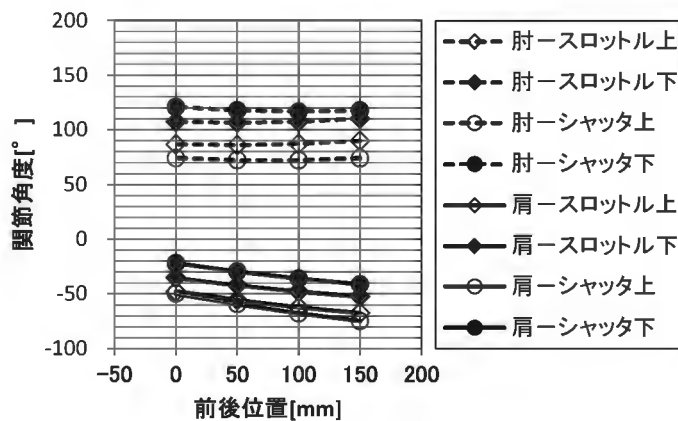 200
150
100
50
0
-50
-100
-50 0 50 100 150 200
関節角度[°]
前後位置[mm]
肘ースロットル上
肘ースロットル下
肘ーシャッタ上
肘ーシャッタ下
肩ースロットル上
肩ースロットル下
肩ーシャッタ上
肩ーシャッタ下